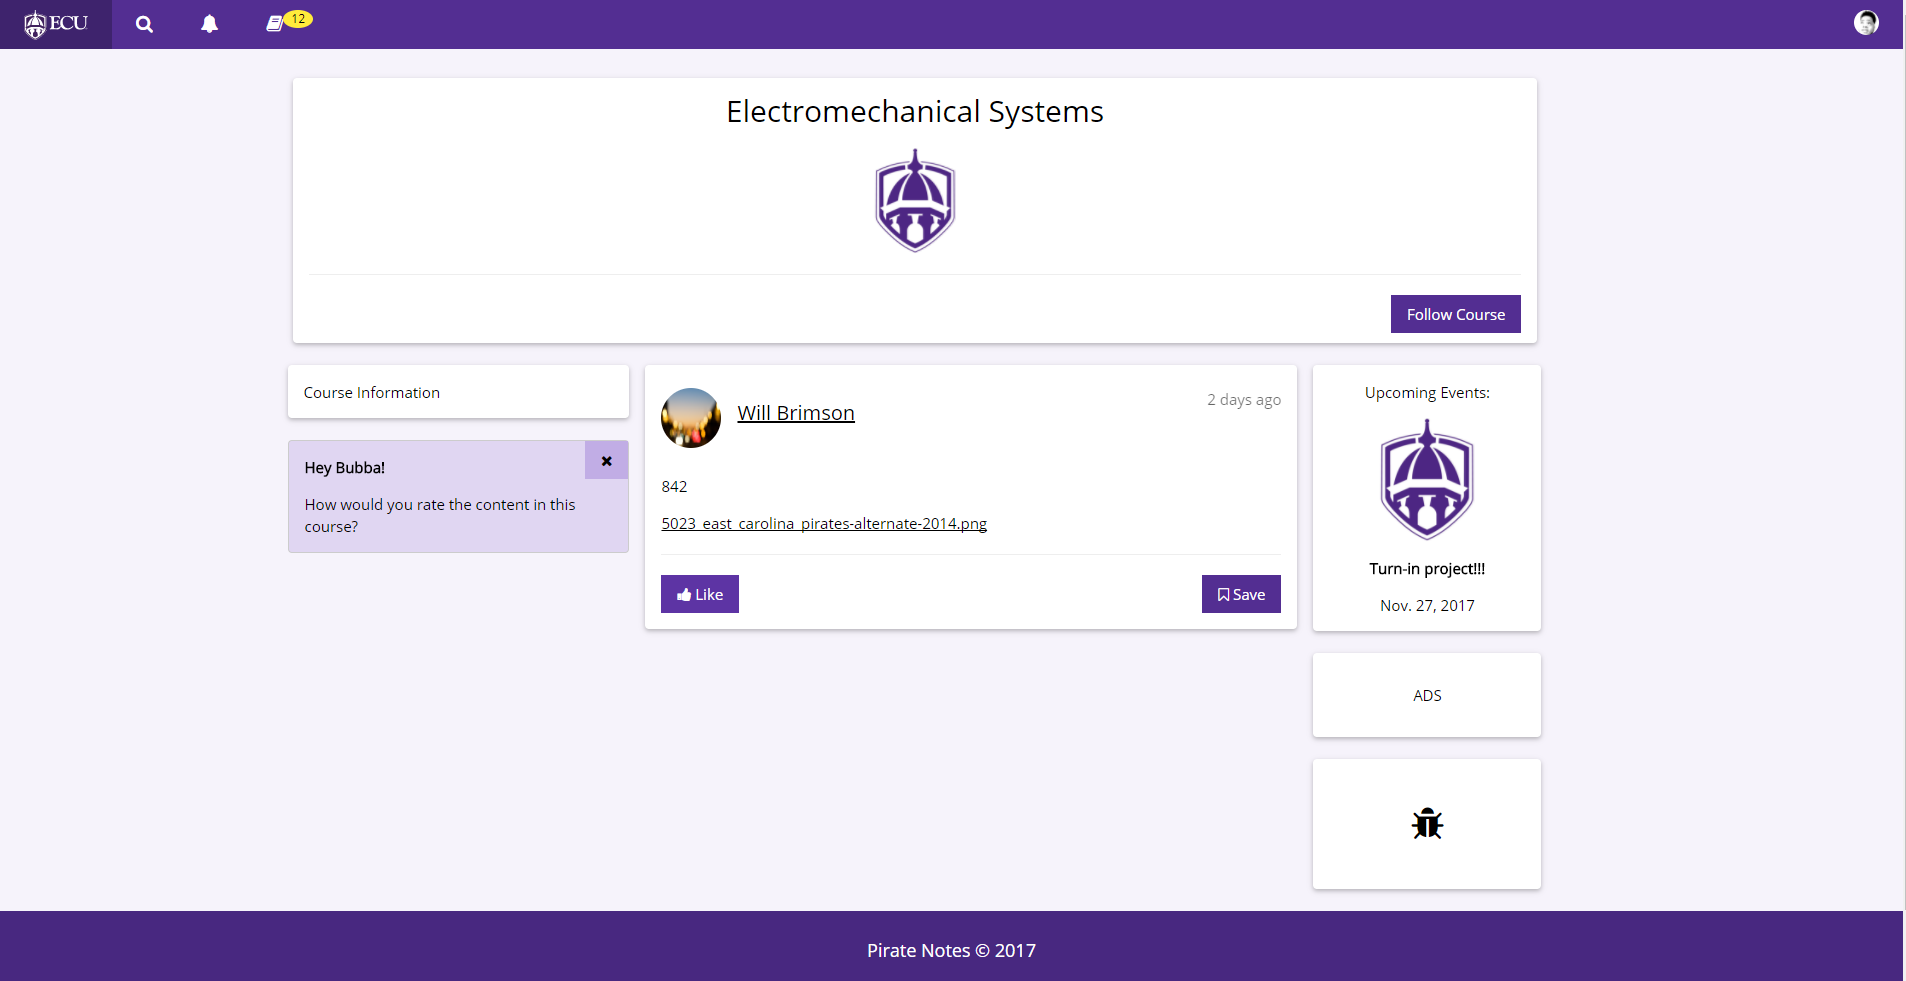 ECU
12
Electromechanical Systems
Follow Course
Course Information
Hey Bubba!
How would you rate the content in this
course?
Will Brimson
2 days ago
842
5023_east_carolina_pirates-alternate-2014.png
Like
Save
Upcoming Events:
Turn-in project!!!
Nov. 27, 2017
ADS
Pirate Notes © 2017